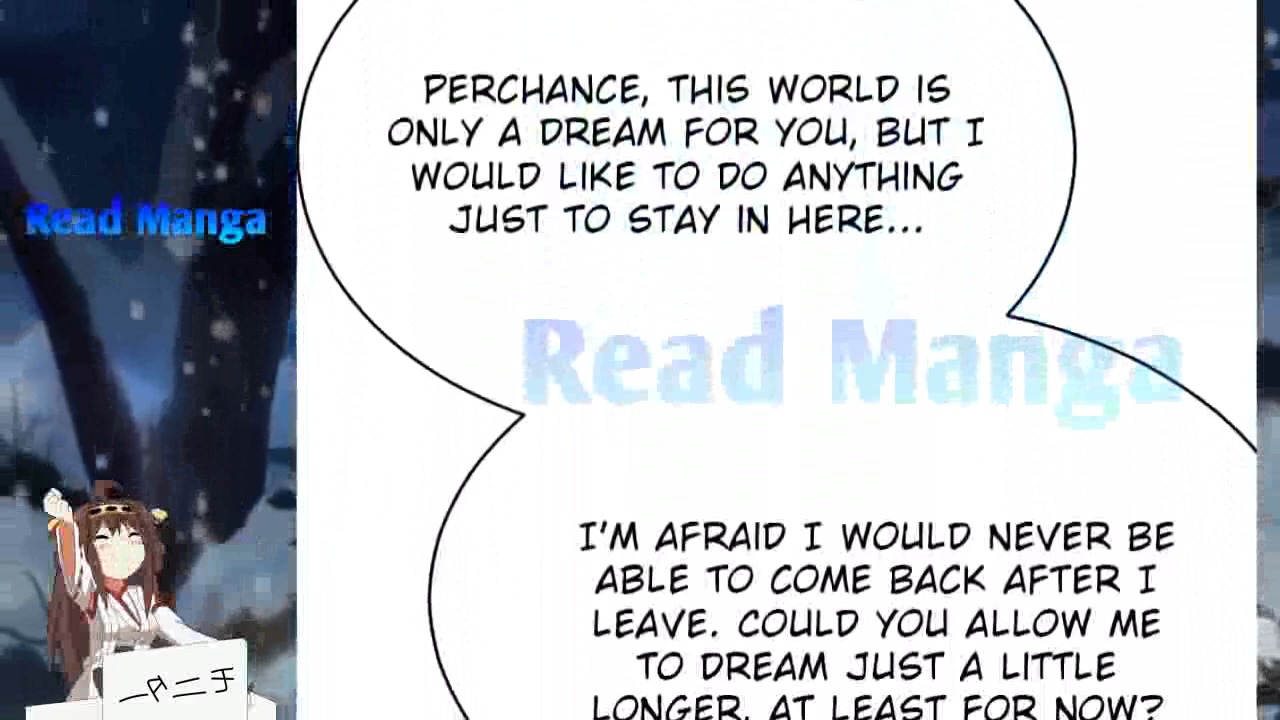 PERCHANCE, THIS WORLD IS
ONLY A DREAM FOR YOU, BUT I
WOULD LIKE TO DO ANYTHING
JUST TO STAY IN HERE...
Read Manga
Read Manga
I'M AFRAID I WOULD NEVER BE
ABLE TO COME BACK AFTER I
LEAVE. COULD YOU ALLOW ME
TO DREAM JUST A LITTLE
LONGER, AT LEAST FOR NOW?